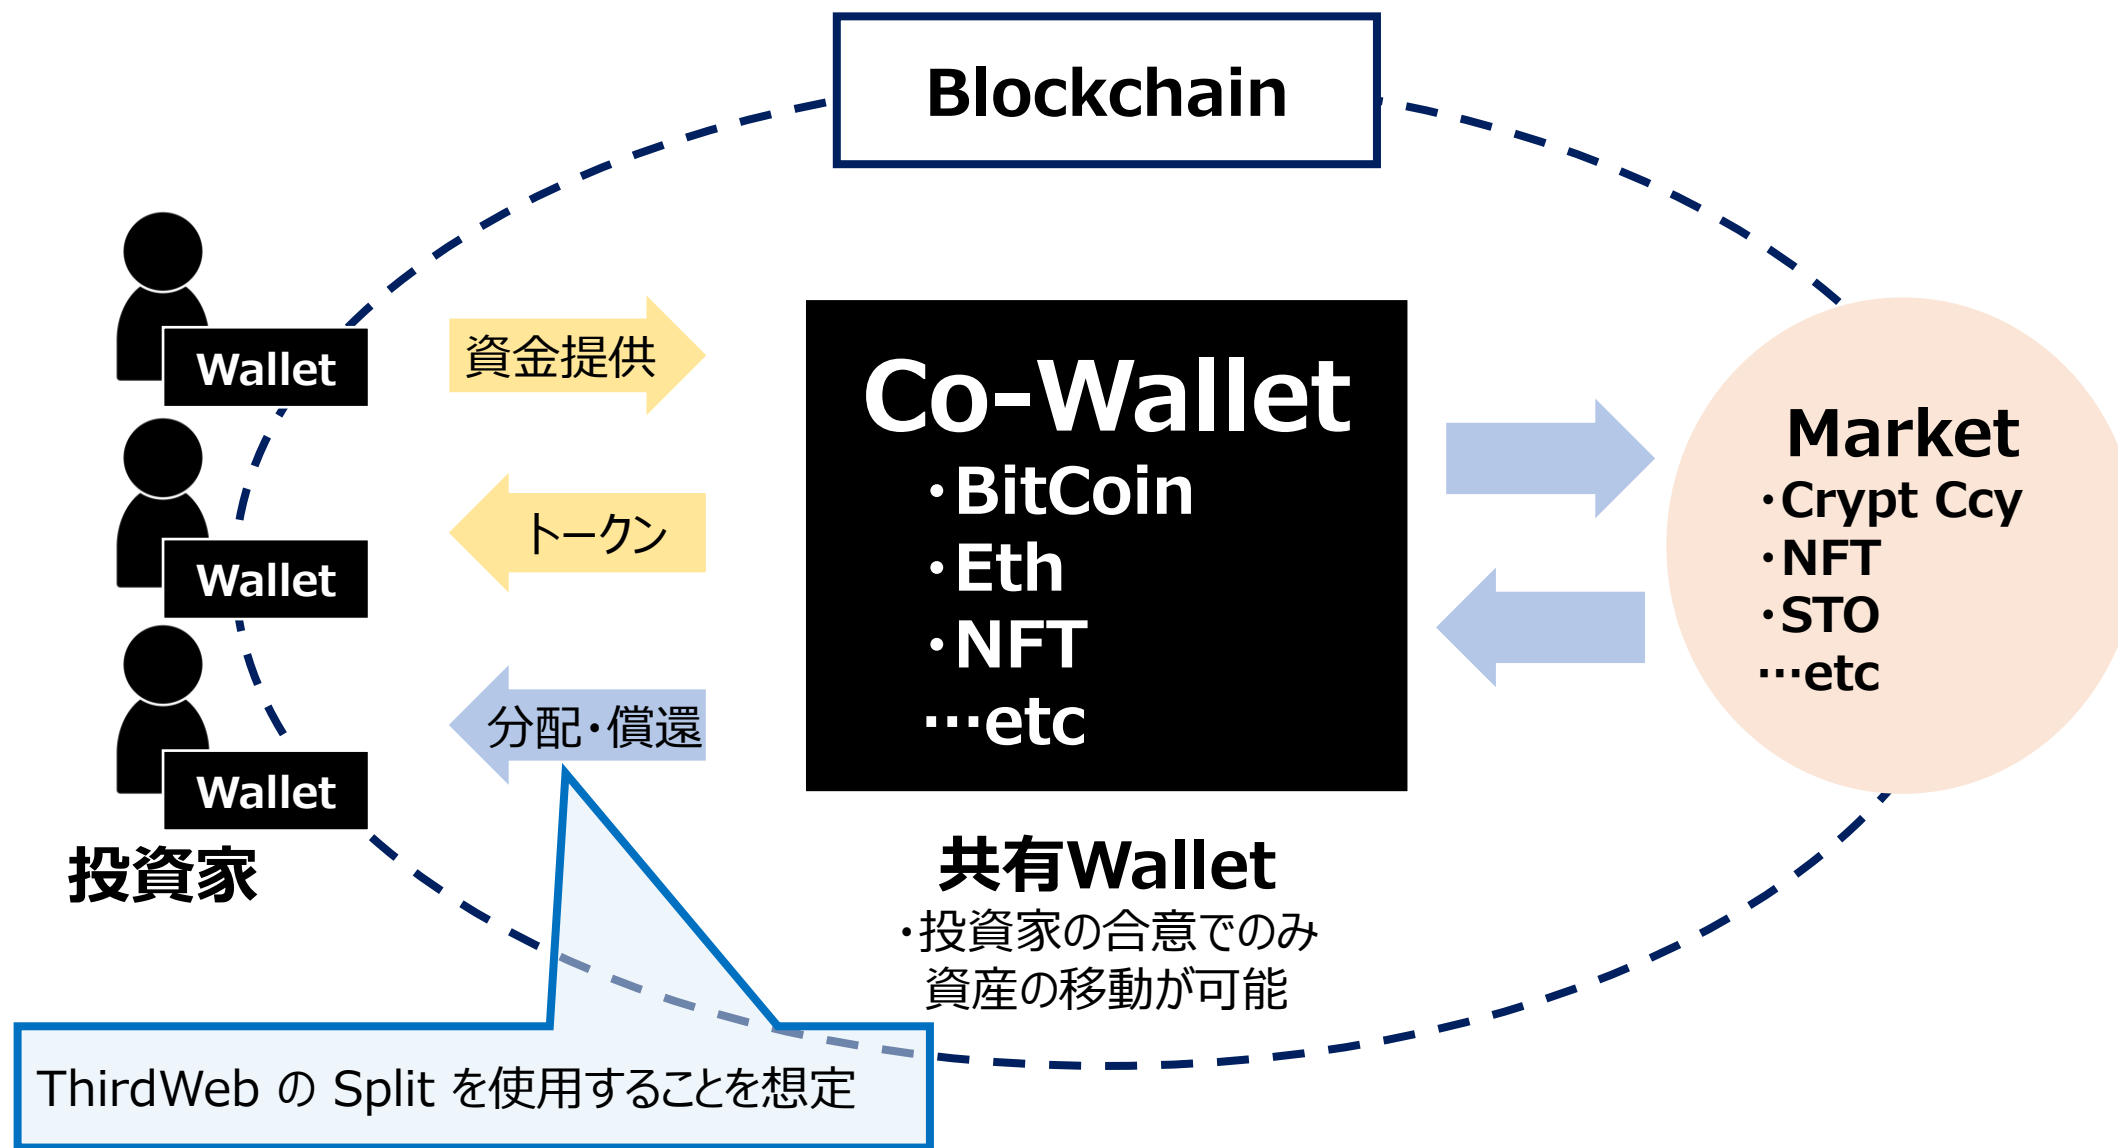 Blockchain
Wallet
Wallet
Wallet
投資家
資金提供
トークン
分配・償還
Co-Wallet
・BitCoin
・Eth
・NFT
…etc
共有Wallet
・投資家の合意でのみ
資産の移動が可能
Market
・Crypt Ccy
・NFT
・STO
…etc
ThirdWeb の Split を使用することを想定